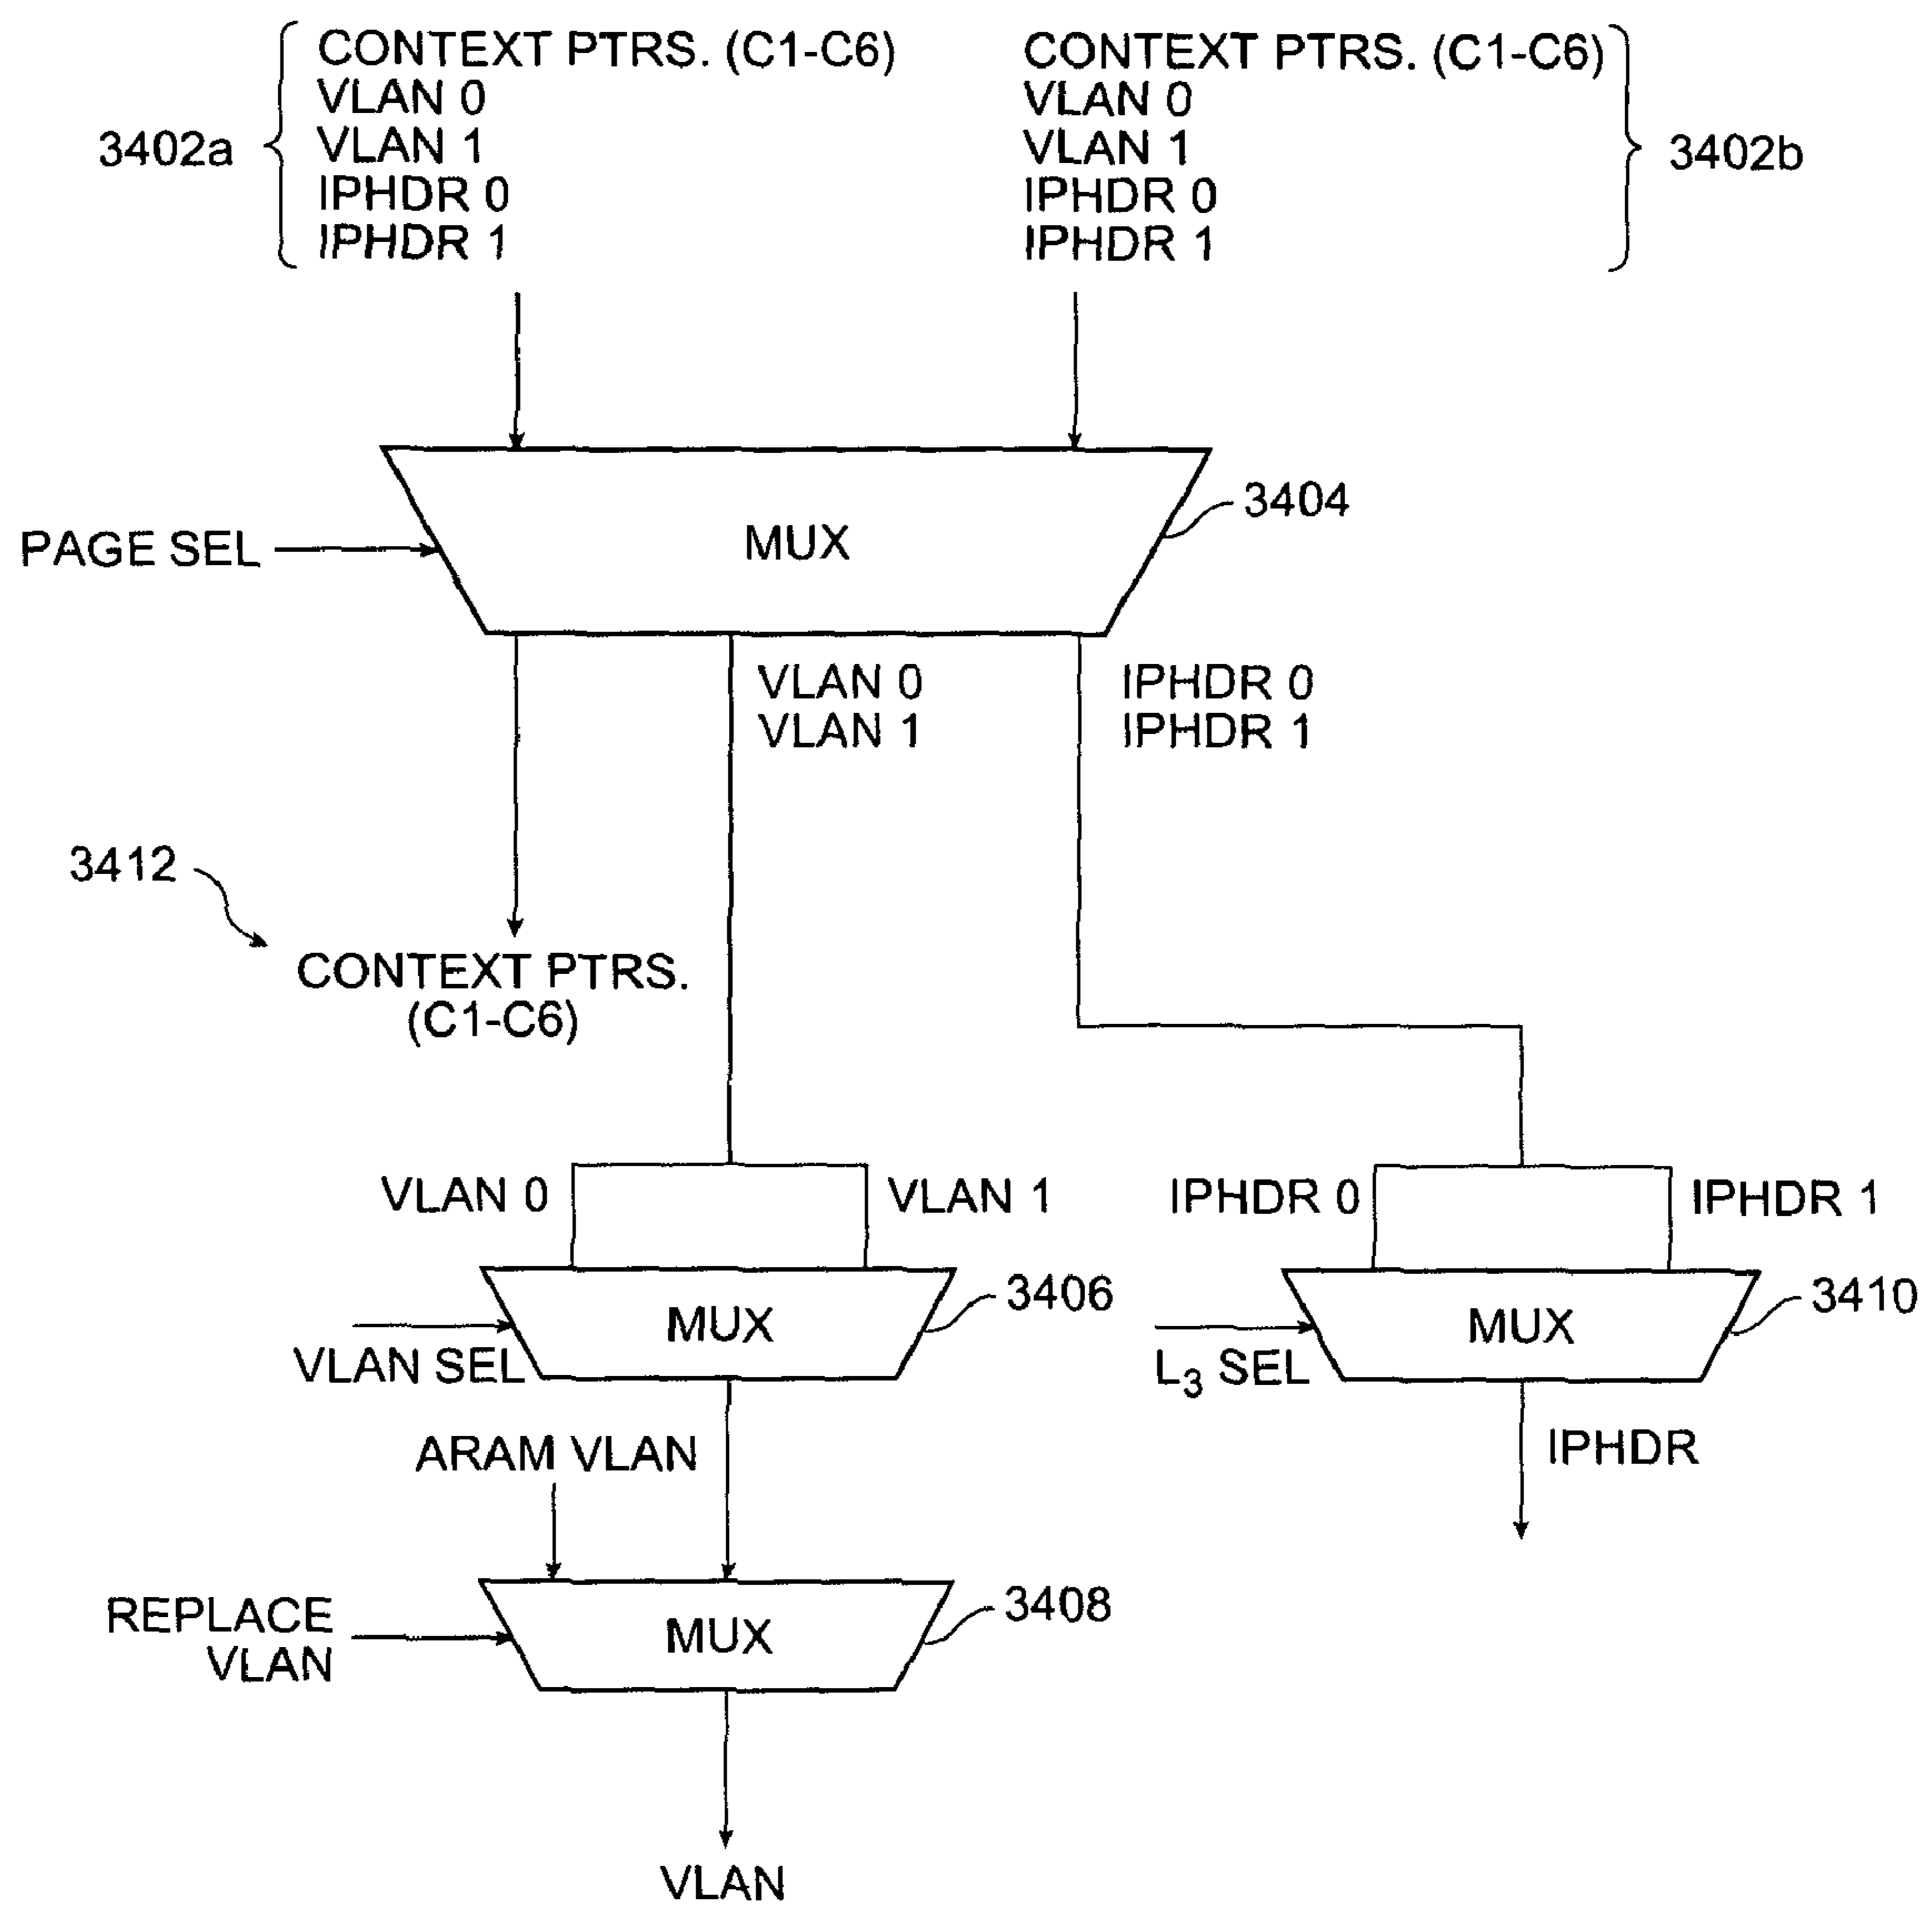 CONTEXT PTRS. (C1-C6)
VLAN 0
VLAN 1
IPHDR 0
IPHDR 1
3402a
CONTEXT PTRS. (C1-C6)
VLAN 0
VLAN 1
IPHDR 0
IPHDR 1
3402b
PAGE SEL
MUX
3404
VLAN 0
VLAN 1
IPHDR 0
IPHDR 1
3412
CONTEXT PTRS.
(C1-C6)
VLAN 0
VLAN 1
IPHDR 0
IPHDR 1
MUX
3406
VLAN SEL
MUX
3410
L3 SEL
ARAM VLAN
IPHDR
REPLACE
VLAN
MUX
3408
VLAN